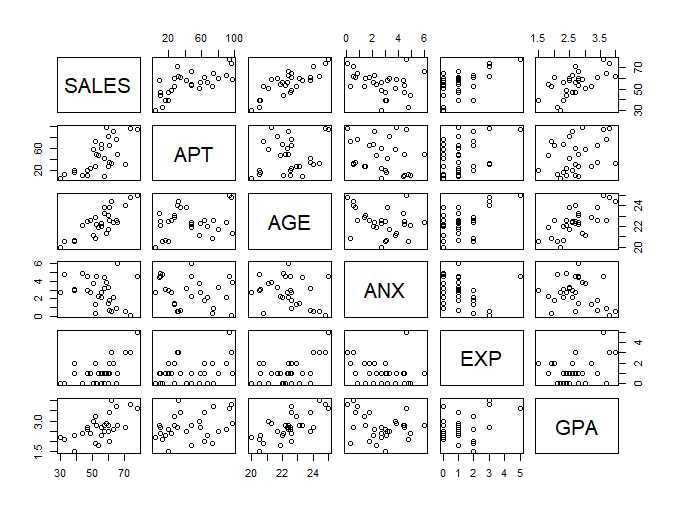 20 60 100
0 2 4 6
1.5 2.5 3.5
SALES
30 50 70
20 60
APT
AGE
20 22 24
0 2 4 6
ANX
EXP
0 2 4
1.5 3.0
GPA
30 50 70
20 22 24
0 1 2 3 4 5